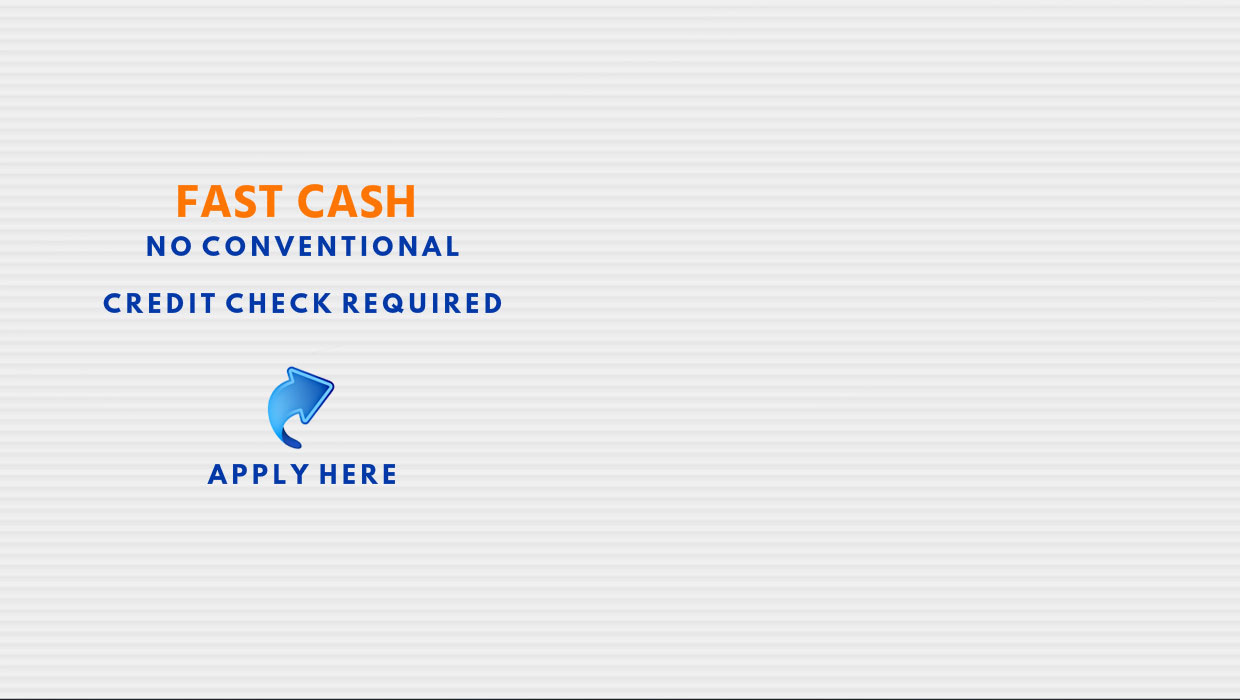 FAST CASH
NO CONVENTIONAL
CREDIT CHECK REQUIRED
APPLY HERE